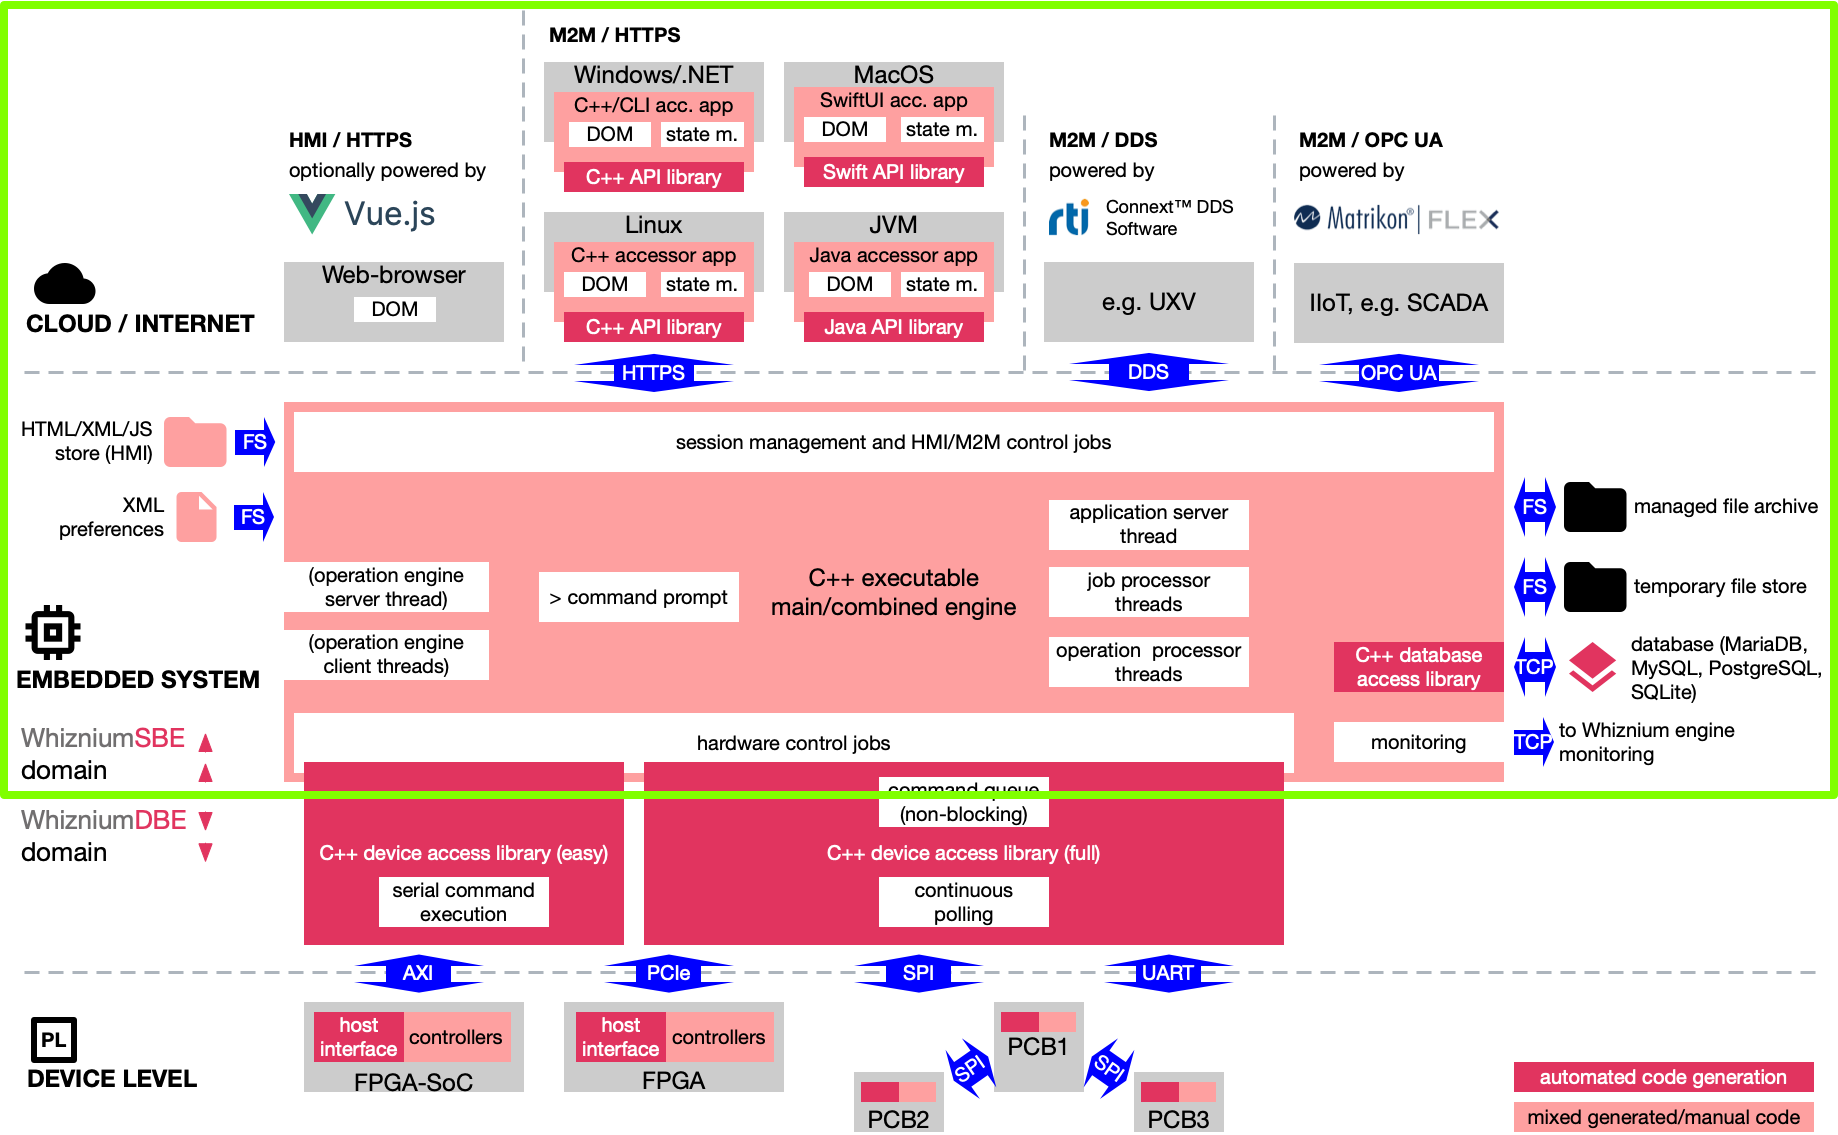 M2M / HTTPS
Windows/.NET
C++/CLI acc. app
DOM
state m.
C++ API library
MacOS
SwiftUI acc. app
DOM
state m.
Swift API library
HMI / HTTPS
optionally powered by
Vue.js
Web-browser
DOM
Linux
C++ accessor app
DOM
state m.
C++ API library
JVM
Java accessor app
DOM
state m.
Java API library
M2M / DDS
powered by
rti
Connext™ DDS
Software
e.g. UXV
M2M / OPC UA
powered by
Matrikon® | FLEX
IIoT, e.g. SCADA
CLOUD / INTERNET
HTTPS
DDS
OPC UA
HTML/XML/JS
store (HMI)
FS
XML
preferences
FS
session management and HMI/M2M control jobs
application server
thread
(operation engine
server thread)
> command prompt
C++ executable
main/combined engine
job processor
threads
(operation engine
client threads)
operation processor
threads
C++ database
access library
hardware control jobs
monitoring
FS
managed file archive
FS
temporary file store
TCP
database (MariaDB,
MySQL, PostgreSQL,
SQLite)
TCP
to Whiznium engine
monitoring
EMBEDDED SYSTEM
WhizniumSBE
domain
WhizniumDBE
domain
C++ device access library (easy)
serial command
execution
command queue
(non-blocking)
C++ device access library (full)
continuous
polling
AXI
PCIe
SPI
UART
PL
DEVICE LEVEL
host
interface
controllers
FPGA-SoC
host
interface
controllers
FPGA
PCB1
SPI
SPI
PCB2
PCB3
automated code generation
mixed generated/manual code